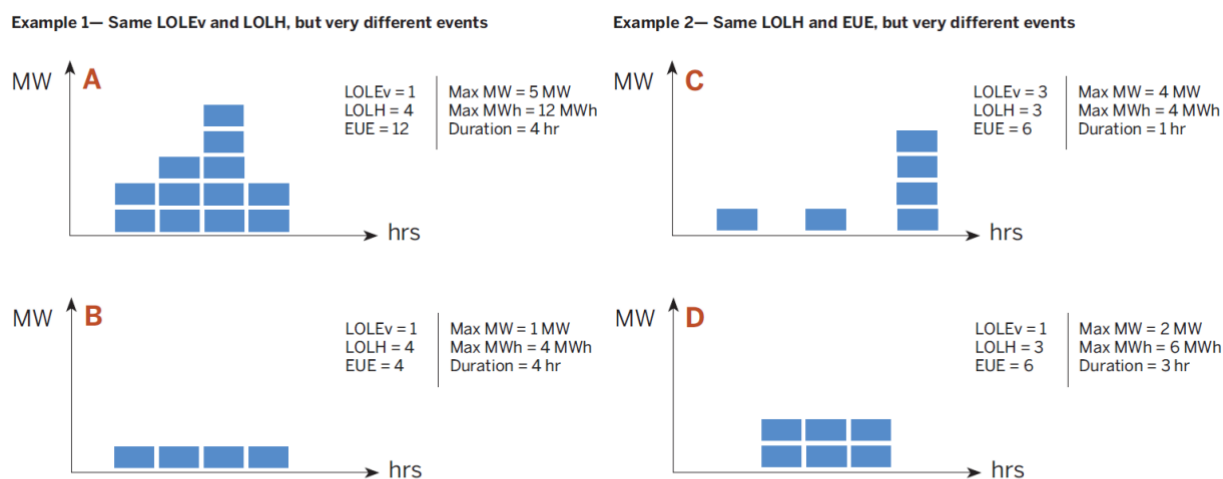 Example 1— Same LOLEv and LOLH, but very different events
MW
A
LOLEv = 1
LOLH = 4
EUE = 12
Max MW = 5 MW
Max MWh = 12 MWh
Duration = 4 hr
hrs
MW
B
LOLEv = 1
LOLH = 4
EUE = 4
Max MW = 1 MW
Max MWh = 4 MWh
Duration = 4 hr
hrs
Example 2— Same LOLH and EUE, but very different events
MW
C
LOLEv = 3
LOLH = 3
EUE = 6
Max MW = 4 MW
Max MWh = 4 MWh
Duration = 1 hr
hrs
MW
D
LOLEv = 1
LOLH = 3
EUE = 6
Max MW = 2 MW
Max MWh = 6 MWh
Duration = 3 hr
hrs